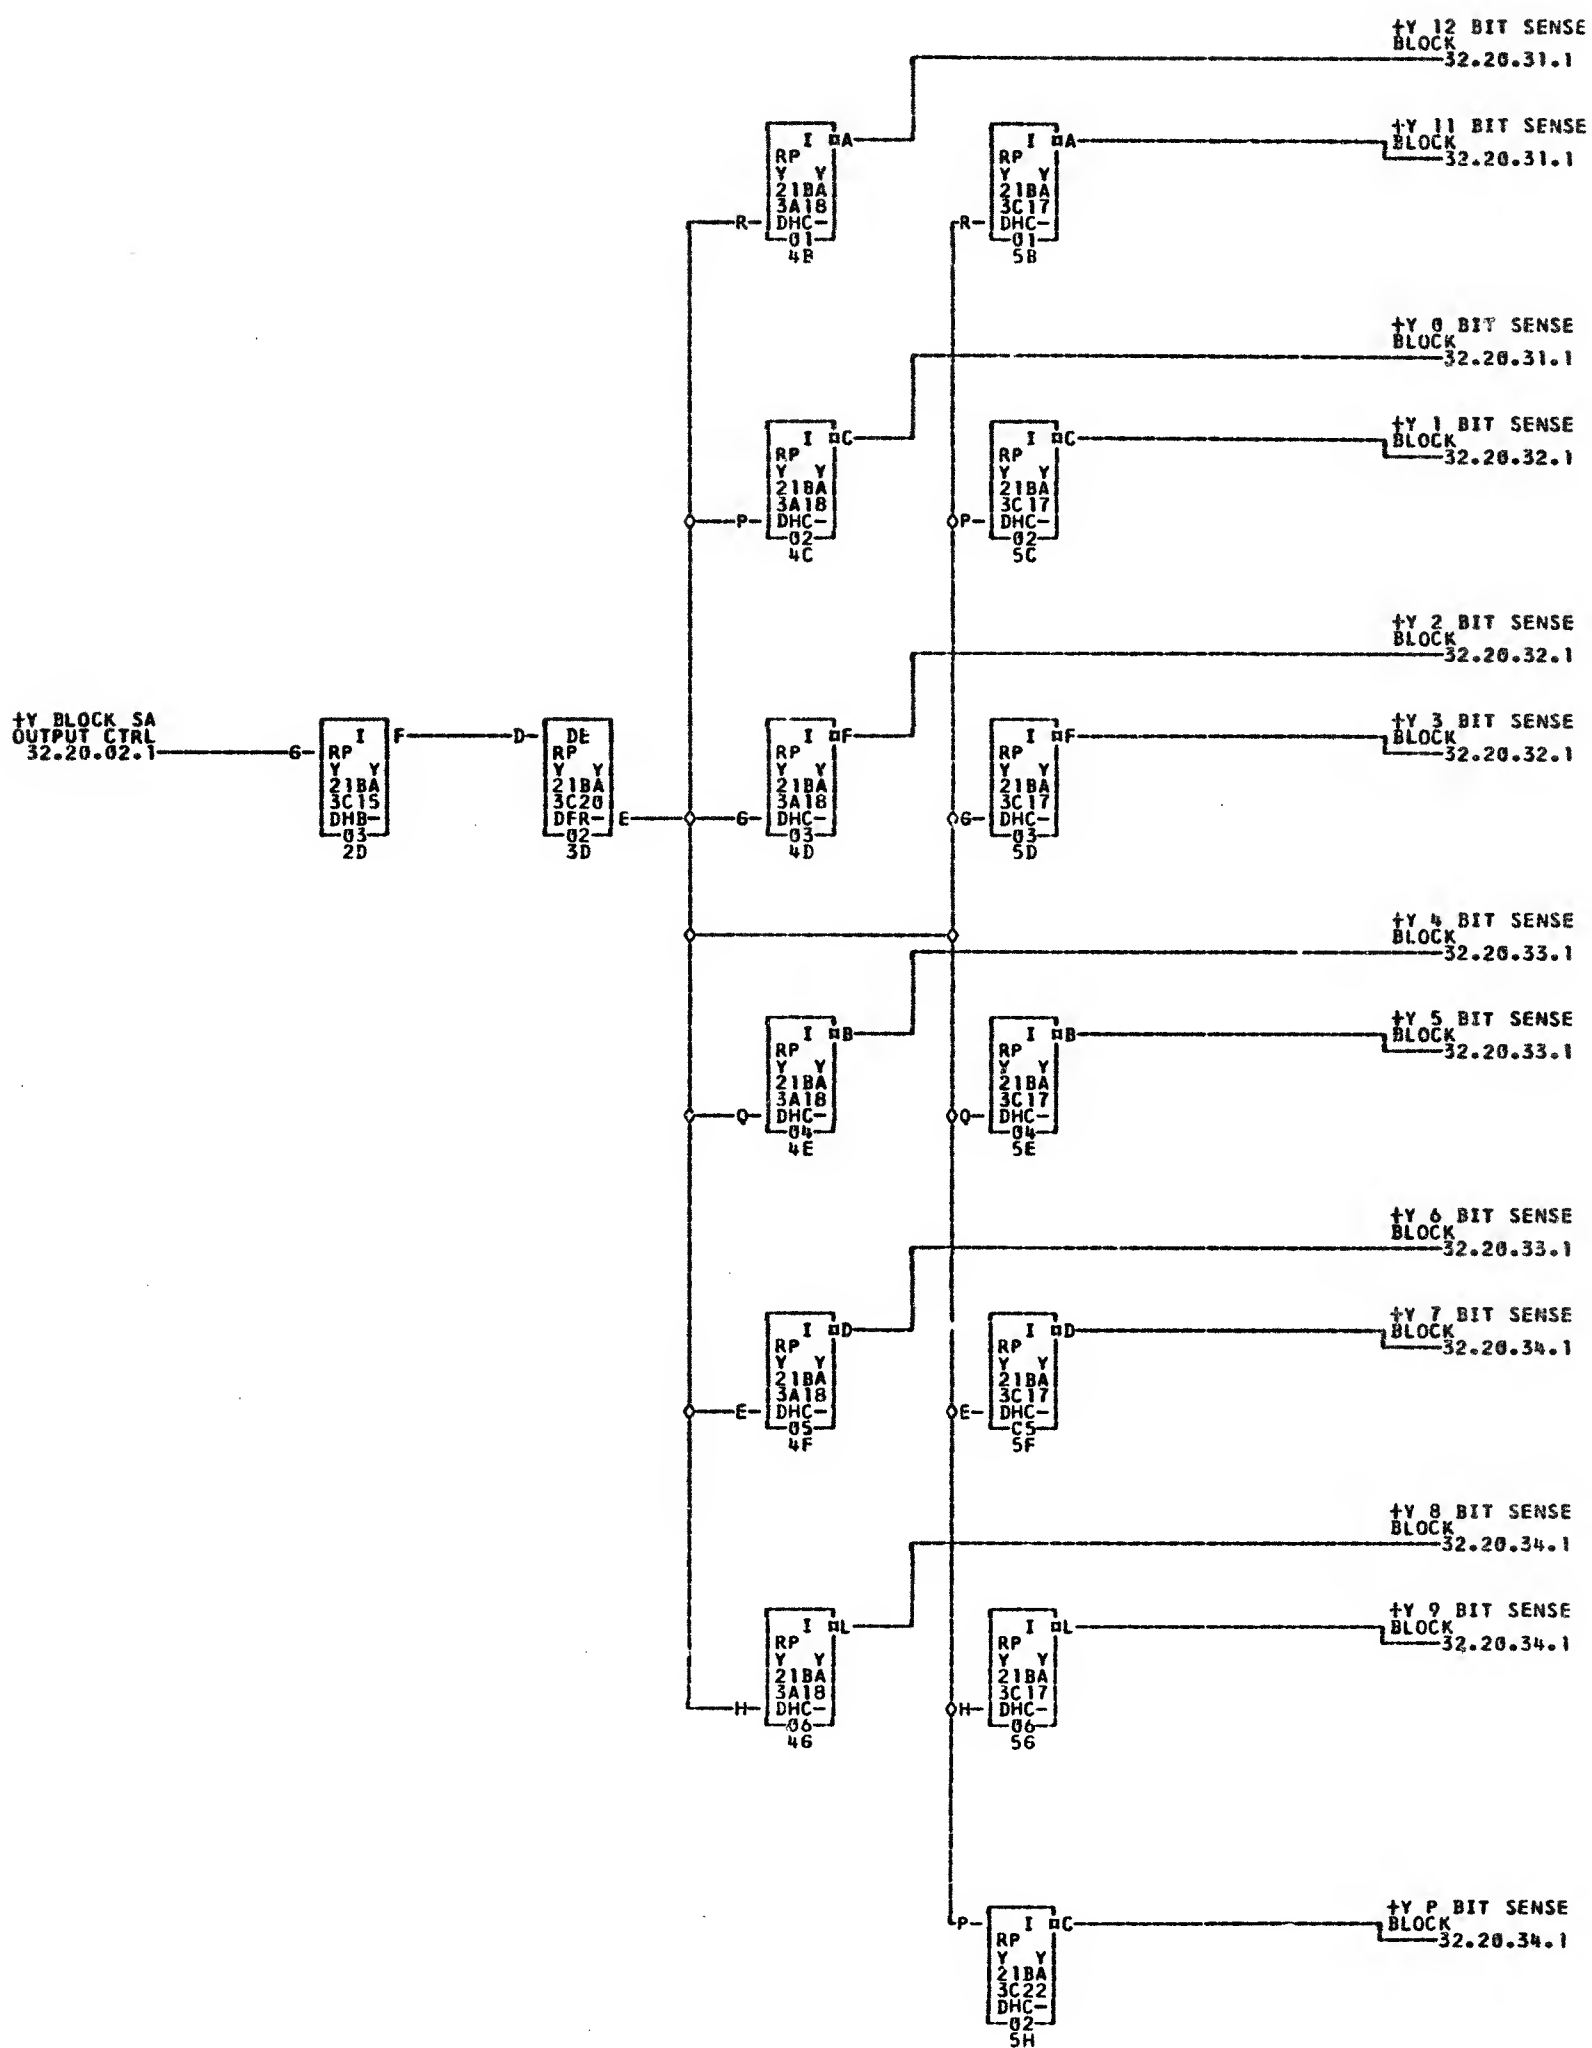 +Y 12 BIT SENSE
BLOCK
32.20.31.1
I A
RP
Y Y
21BA
3A18
R DHC-
01
4B
I A
RP
Y Y
21BA
3C17
R DHC-
01
5B
+Y 11 BIT SENSE
BLOCK
32.20.31.1
+Y 0 BIT SENSE
BLOCK
32.20.31.1
I C
RP
Y Y
21BA
3A18
P DHC-
02
4C
I C
RP
Y Y
21BA
3C17
P DHC-
02
5C
+Y 1 BIT SENSE
BLOCK
32.20.32.1
+Y 2 BIT SENSE
BLOCK
32.20.32.1
+Y BLOCK SA
OUTPUT CTRL
32.20.02.1
I F
G RP
Y Y
21BA
3C15
DHB-
03
2D
D DE
RP
Y Y
21BA
3C20
DFR- E
02
3D
I F
RP
Y Y
21BA
3A18
G DHC-
03
4D
I F
RP
Y Y
21BA
3C17
G DHC-
03
5D
+Y 3 BIT SENSE
BLOCK
32.20.32.1
+Y 4 BIT SENSE
BLOCK
32.20.33.1
I B
RP
Y Y
21BA
3A18
Q DHC-
04
4E
I B
RP
Y Y
21BA
3C17
Q DHC-
04
5E
+Y 5 BIT SENSE
BLOCK
32.20.33.1
+Y 6 BIT SENSE
BLOCK
32.20.33.1
I D
RP
Y Y
21BA
3A18
E DHC-
05
4F
I D
RP
Y Y
21BA
3C17
E DHC-
C5
5F
+Y 7 BIT SENSE
BLOCK
32.20.34.1
+Y 8 BIT SENSE
BLOCK
32.20.34.1
I L
RP
Y Y
21BA
3A18
H DHC-
06
4G
I L
RP
Y Y
21BA
3C17
H DHC-
06
5G
+Y 9 BIT SENSE
BLOCK
32.20.34.1
P I C
RP
Y Y
21BA
3C22
DHC-
02
5H
+Y P BIT SENSE
BLOCK
32.20.34.1